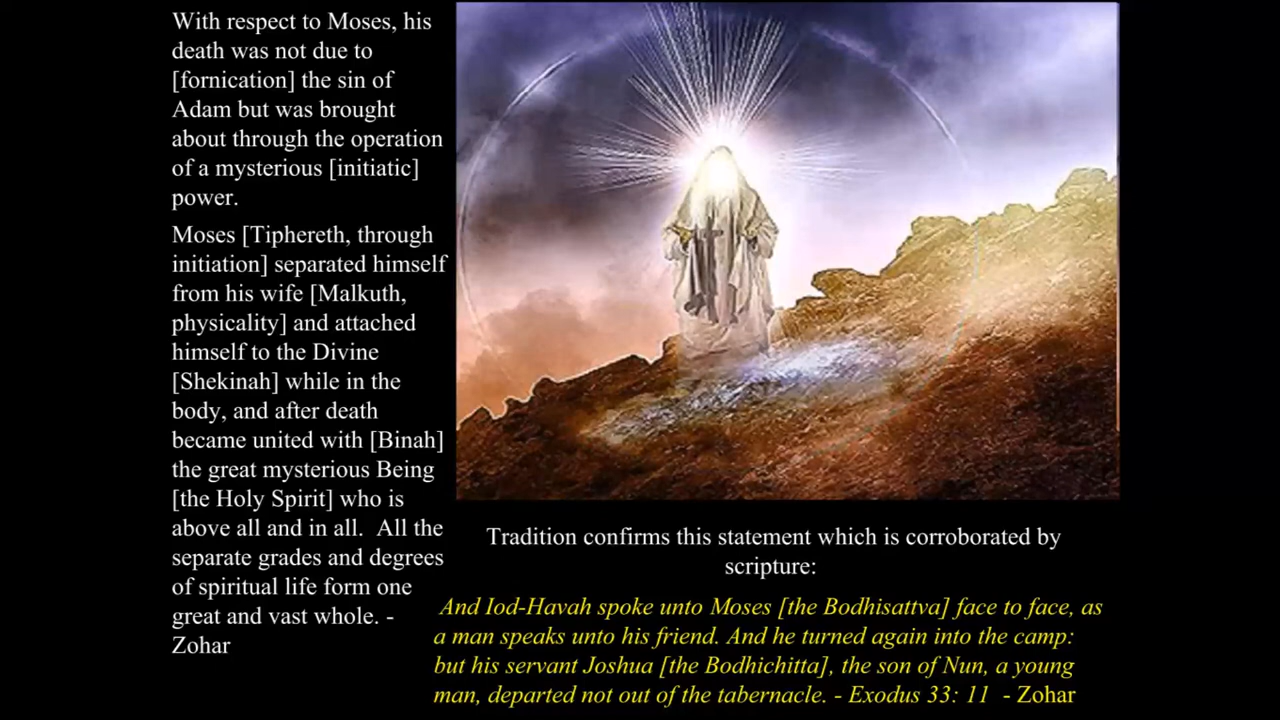 With respect to Moses, his
death was not due to
[fornication] the sin of
Adam but was brought
about through the operation
of a mysterious [initiatic]
power.
Moses [Tiphereth, through
initiation] separated himself
from his wife [Malkuth,
physicality] and attached
himself to the Divine
[Shekinah] while in the
body, and after death
became united with [Binah]
the great mysterious Being
[the Holy Spirit] who is
above all and in all.  All the
separate grades and degrees
of spiritual life form one
great and vast whole. -
Zohar
Tradition confirms this statement which is corroborated by
scripture:
And Iod-Havah spoke unto Moses [the Bodhisattva] face to face, as
a man speaks unto his friend. And he turned again into the camp:
but his servant Joshua [the Bodhichitta], the son of Nun, a young
man, departed not out of the tabernacle. - Exodus 33: 11  - Zohar